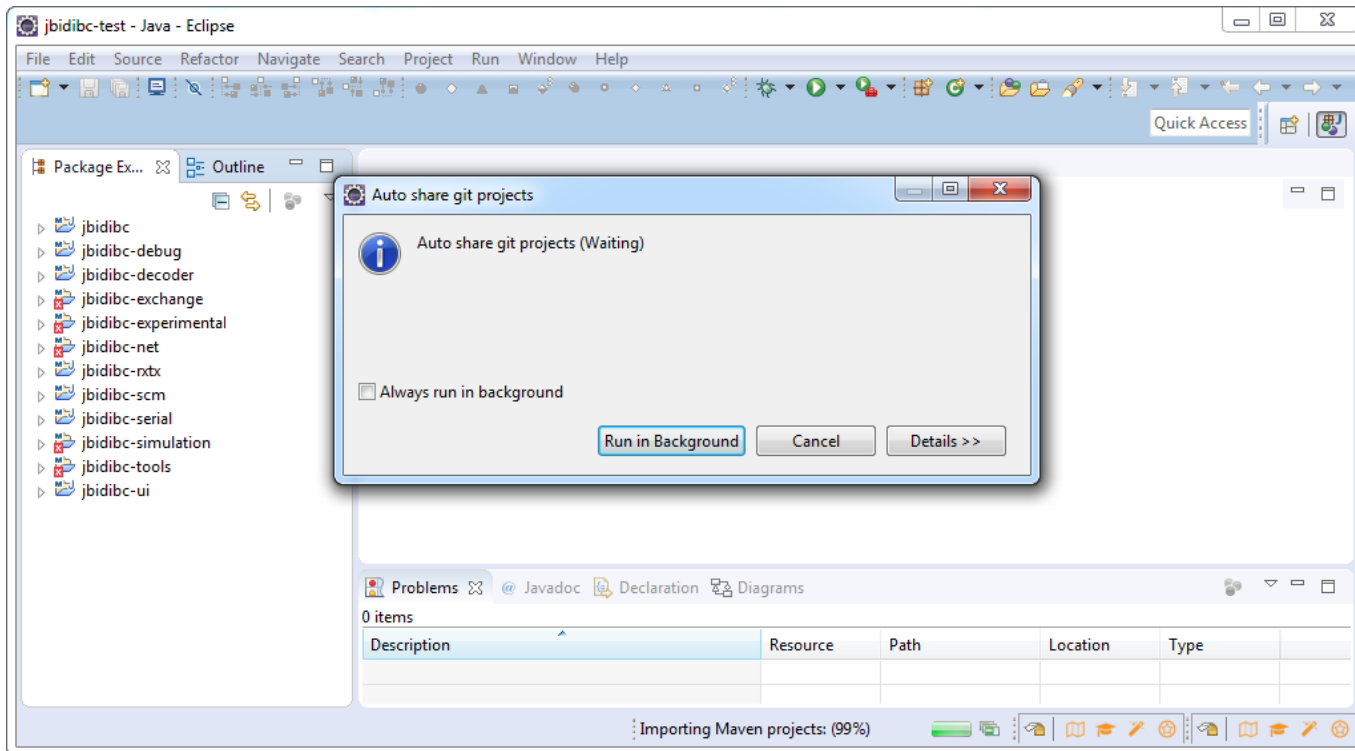 jbidibc-test - Java - Eclipse
File Edit Source Refactor Navigate Search Project Run Window Help
Quick Access
Package Ex... Outline
jbidibc
jbidibc-debug
jbidibc-decoder
jbidibc-exchange
jbidibc-experimental
jbidibc-net
jbidibc-rxtx
jbidibc-scm
jbidibc-serial
jbidibc-simulation
jbidibc-tools
jbidibc-ui
Auto share git projects
Auto share git projects (Waiting)
Always run in background
Run in Background Cancel Details >>
Problems @ Javadoc Declaration Diagrams
0 items
Description Resource Path Location Type
Importing Maven projects: (99%)